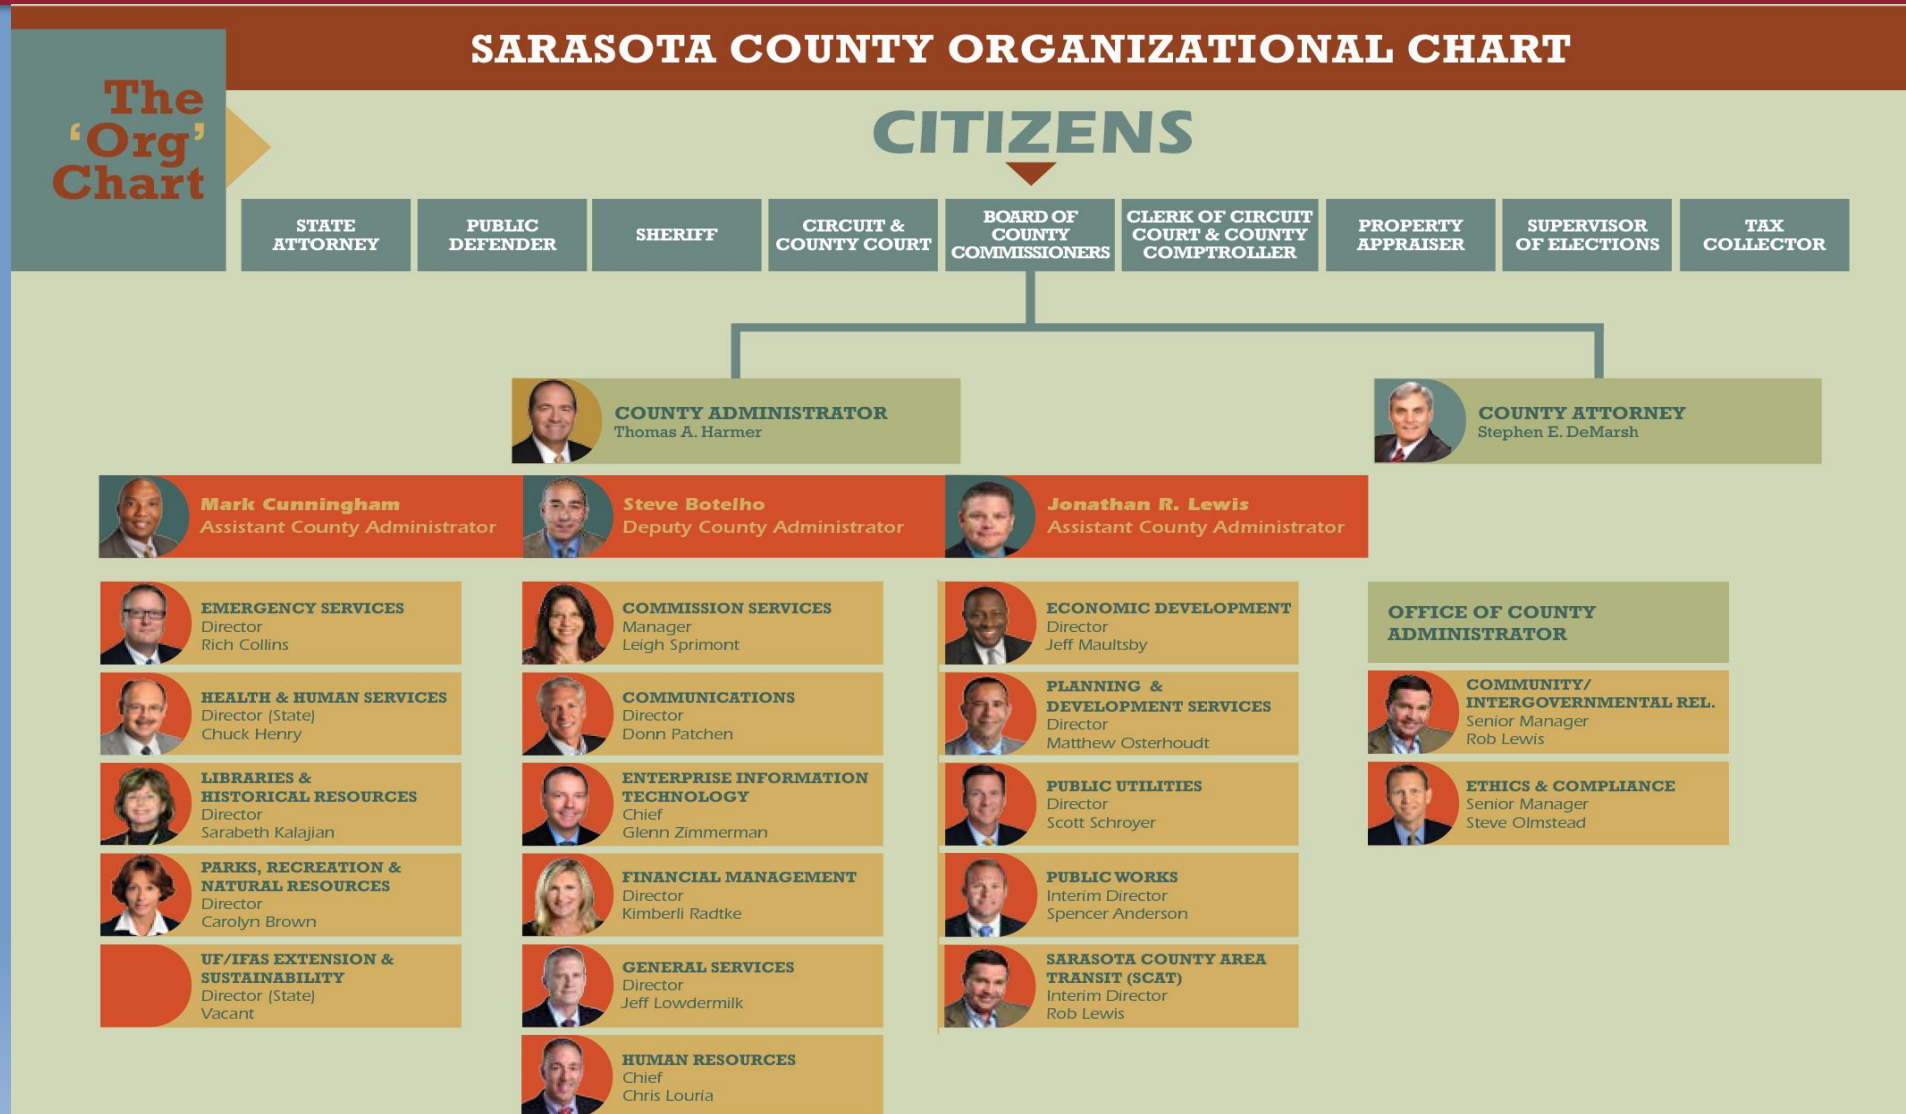 SARASOTA COUNTY ORGANIZATIONAL CHART
The
‘Org’
Chart
CITIZENS
STATE
ATTORNEY
PUBLIC
DEFENDER
SHERIFF
CIRCUIT &
COUNTY COURT
BOARD OF
COUNTY
COMMISSIONERS
CLERK OF CIRCUIT
COURT & COUNTY
COMPTROLLER
PROPERTY
APPRAISER
SUPERVISOR
OF ELECTIONS
TAX
COLLECTOR
COUNTY ADMINISTRATOR
Thomas A. Harmer
COUNTY ATTORNEY
Stephen E. DeMarsh
Mark Cunningham
Assistant County Administrator
Steve Botelho
Deputy County Administrator
Jonathan R. Lewis
Assistant County Administrator
EMERGENCY SERVICES
Director
Rich Collins
HEALTH & HUMAN SERVICES
Director (State)
Chuck Henry
LIBRARIES &
HISTORICAL RESOURCES
Director
Sarabeth Kalajian
PARKS, RECREATION &
NATURAL RESOURCES
Director
Carolyn Brown
UF/IFAS EXTENSION &
SUSTAINABILITY
Director (State)
Vacant
COMMISSION SERVICES
Manager
Leigh Sprimont
COMMUNICATIONS
Director
Donn Patchen
ENTERPRISE INFORMATION
TECHNOLOGY
Chief
Glenn Zimmerman
FINANCIAL MANAGEMENT
Director
Kimberli Radtke
GENERAL SERVICES
Director
Jeff Lowdermilk
HUMAN RESOURCES
Chief
Chris Louria
ECONOMIC DEVELOPMENT
Director
Jeff Maultsby
PLANNING &
DEVELOPMENT SERVICES
Director
Matthew Osterhoudt
PUBLIC UTILITIES
Director
Scott Schroyer
PUBLIC WORKS
Interim Director
Spencer Anderson
SARASOTA COUNTY AREA
TRANSIT (SCAT)
Interim Director
Rob Lewis
OFFICE OF COUNTY
ADMINISTRATOR
COMMUNITY/
INTERGOVERNMENTAL REL.
Senior Manager
Rob Lewis
ETHICS & COMPLIANCE
Senior Manager
Steve Olmstead